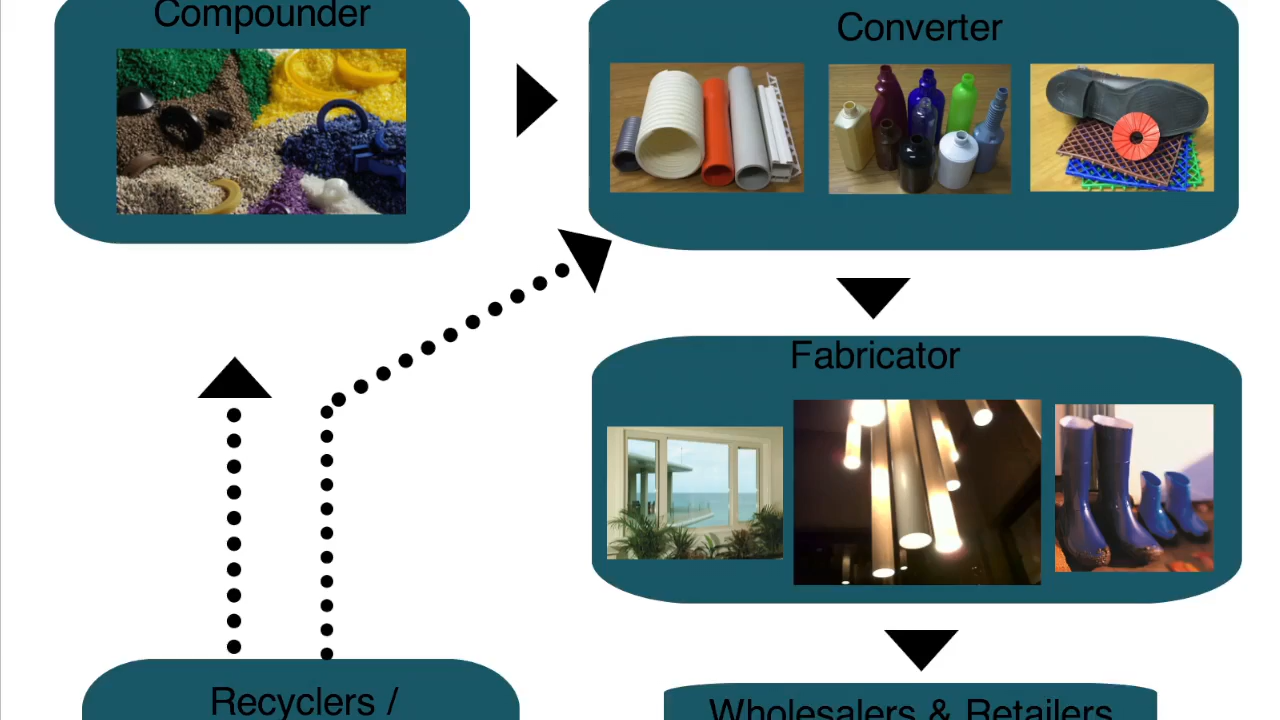 Compounder
Converter
Fabricator
Recyclers /
Wholesalers & Retailers